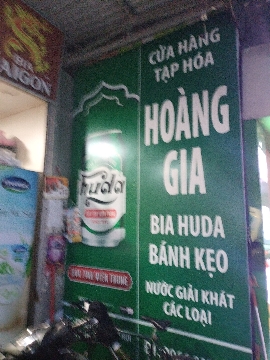 BIA
SAIGON
CỬA HÀNG
TẠP HÓA
HOÀNG
GIA
BIA HUDA
BÁNH KẸO
NƯỚC GIẢI KHÁT
CÁC LOẠI
huda